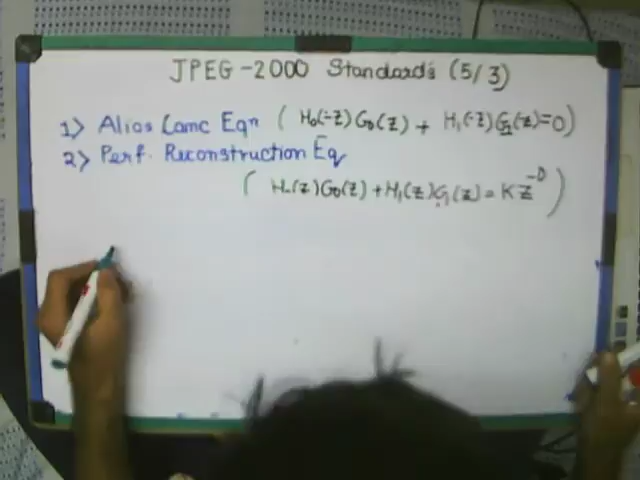 JPEG-2000 Standards (5/3)
1) Alias Canc Eqn ( H₀(-Z)G₀(Z) + H₁(-Z)G₁(Z)=0)
2) Perf. Reconstruction Eq
( H₀(Z)G₀(Z) + H₁(Z)G₁(Z) = KZ⁻ᴰ )